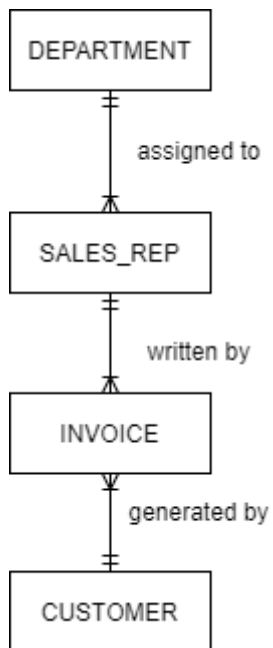 DEPARTMENT
assigned to
SALES_REP
written by
INVOICE
generated by
CUSTOMER